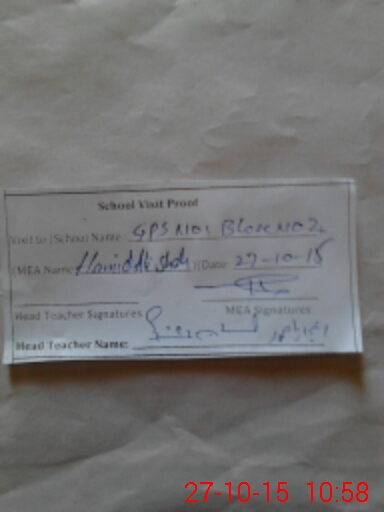 School Visit Proof
Visit to (School Name: GPS NO1 Block NO2.
(MEA Name: Hamiddli Shah) (Date: 27-10-15
Head Teacher Signatures MEA Signatures
Head Teacher Name:
27-10-15 10:58